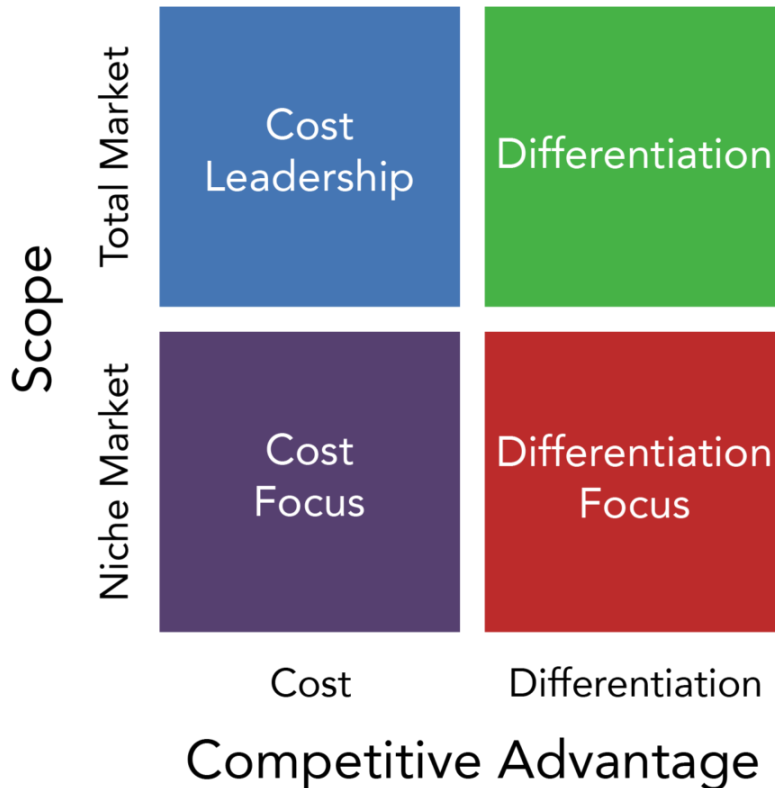 Scope
Total Market
Cost
Leadership
Differentiation
Niche Market
Cost
Focus
Differentiation
Focus
Cost
Differentiation
Competitive Advantage